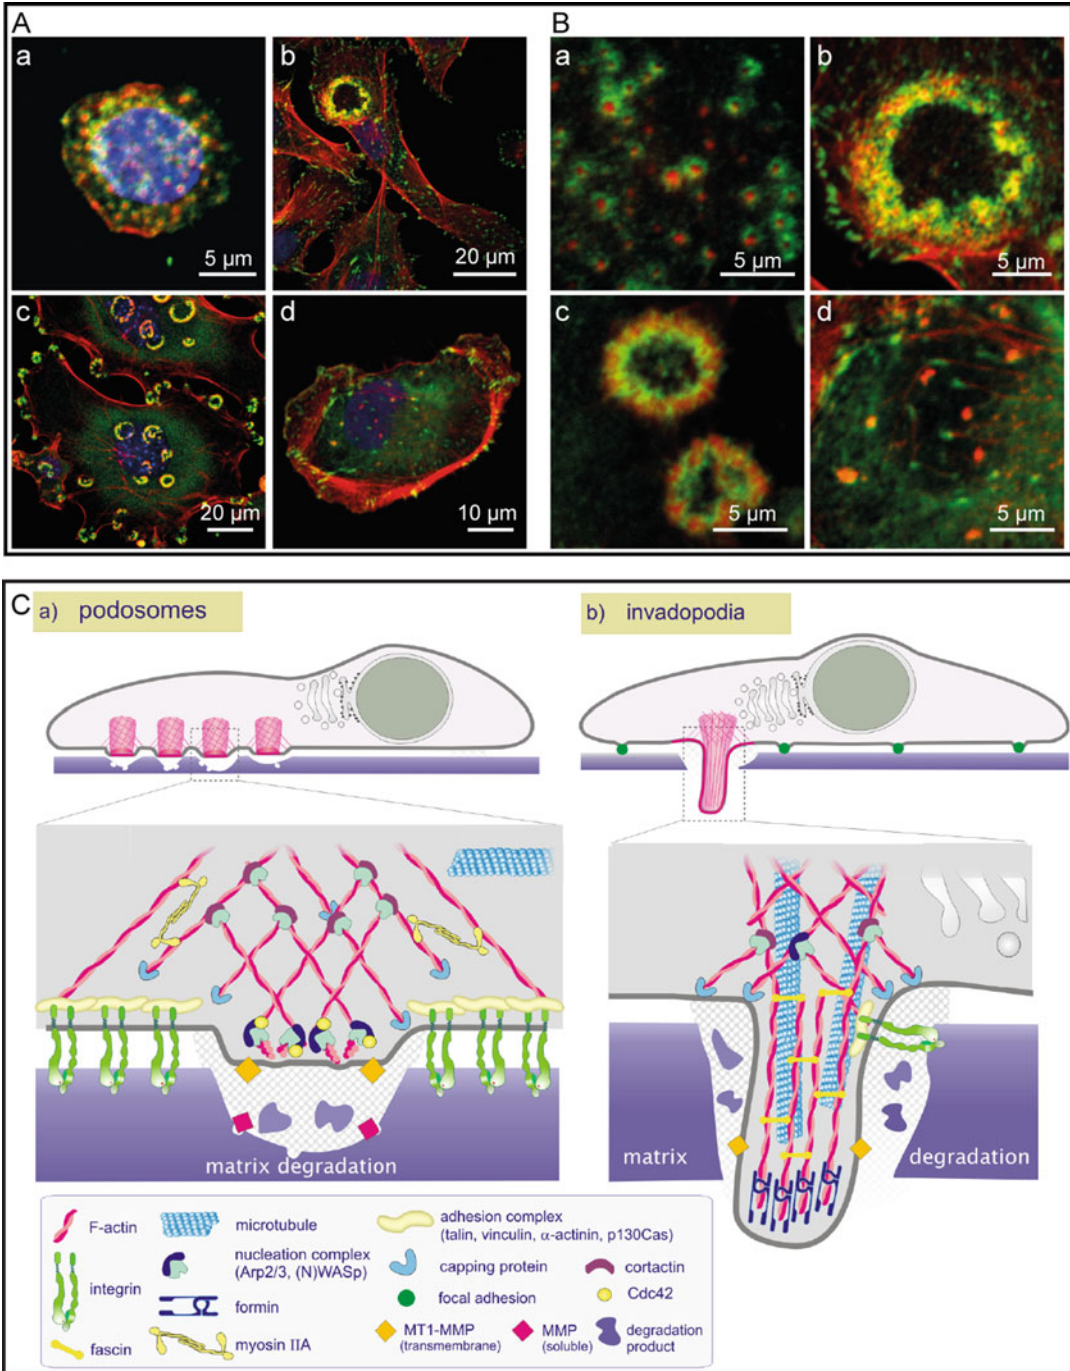 A
B
a
5 µm
b
20 µm
a
5 µm
b
5 µm
c
20 µm
d
10 µm
c
5 µm
d
5 µm
C
a) podosomes
b) invadopodia
matrix degradation
matrix
degradation
F-actin
microtubule
adhesion complex
(talin, vinculin, α-actinin, p130Cas)
integrin
nucleation complex
(Arp2/3, (N)WASp)
capping protein
cortactin
formin
focal adhesion
Cdc42
fascin
myosin IIA
MT1-MMP
(transmembrane)
MMP
(soluble)
degradation
product